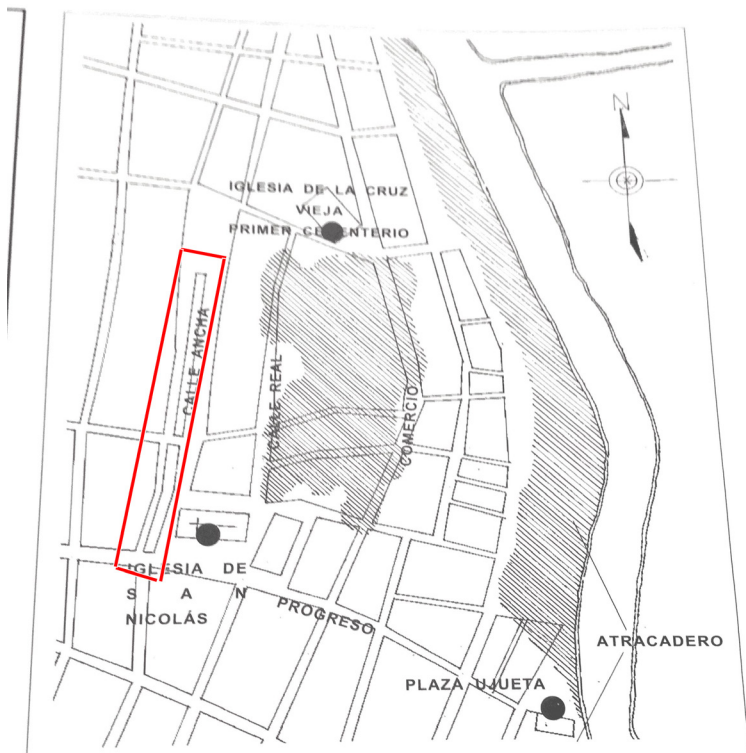 N
IGLESIA DE LA CRUZ
VIEJA
PRIMER CEMENTERIO
CALLE ANCHA
CALLE REAL
COMERCIO
IGLESIA DE
SAN
NICOLÁS
PROGRESO
ATRACADERO
PLAZA UJUETA